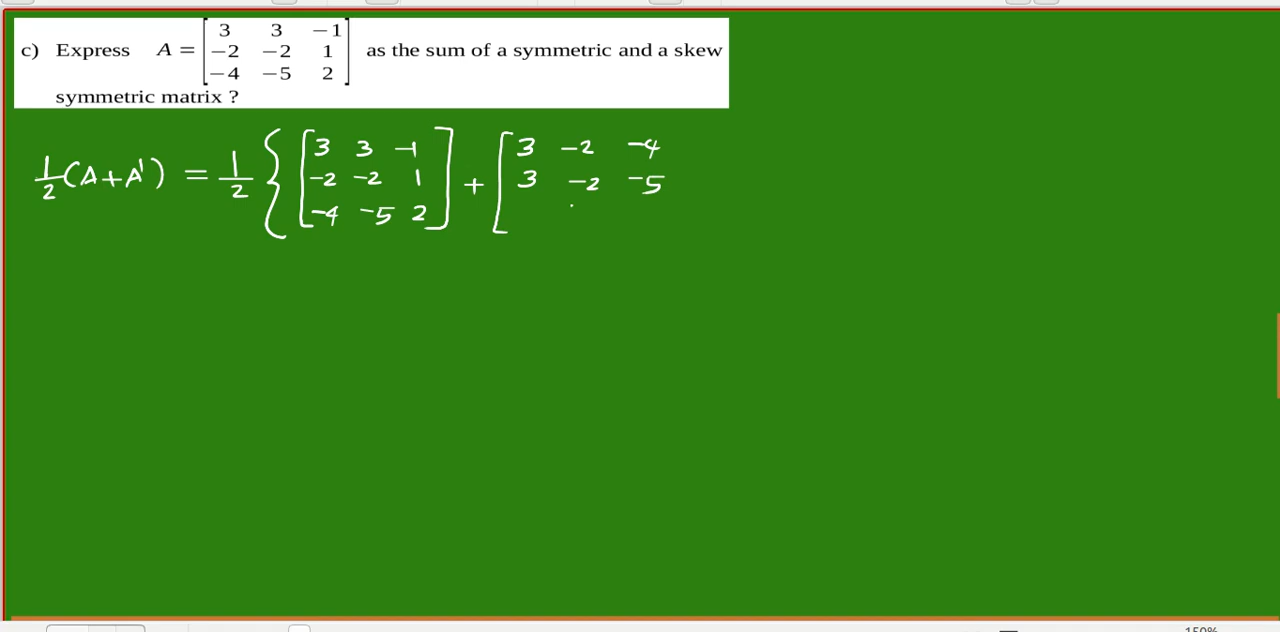 c) Express A = [3 3 −1
−2 −2 1
−4 −5 2] as the sum of a symmetric and a skew
symmetric matrix ?
1/2 (A+A') = 1/2 { [3 3 -1
-2 -2 1
-4 -5 2] + [3 -2 -4
3 -2 -5
150%